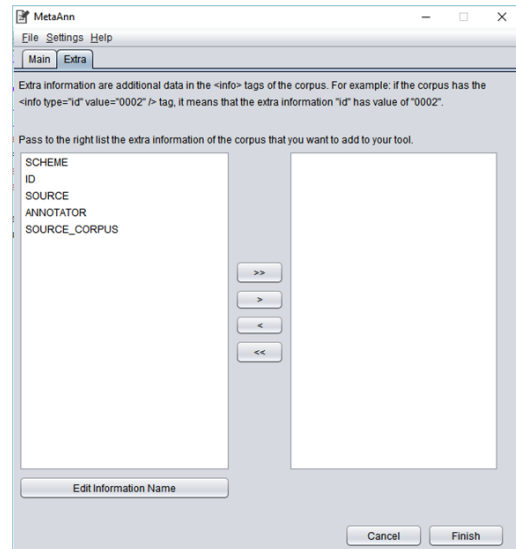 MetaAnn
File Settings Help
Main Extra
Extra information are additional data in the <info> tags of the corpus. For example: if the corpus has the
<info type="id" value="0002" /> tag, it means that the extra information "id" has value of "0002".
Pass to the right list the extra information of the corpus that you want to add to your tool.
SCHEME
ID
SOURCE
ANNOTATOR
SOURCE_CORPUS
>>
>
<
<<
Edit Information Name
Cancel Finish